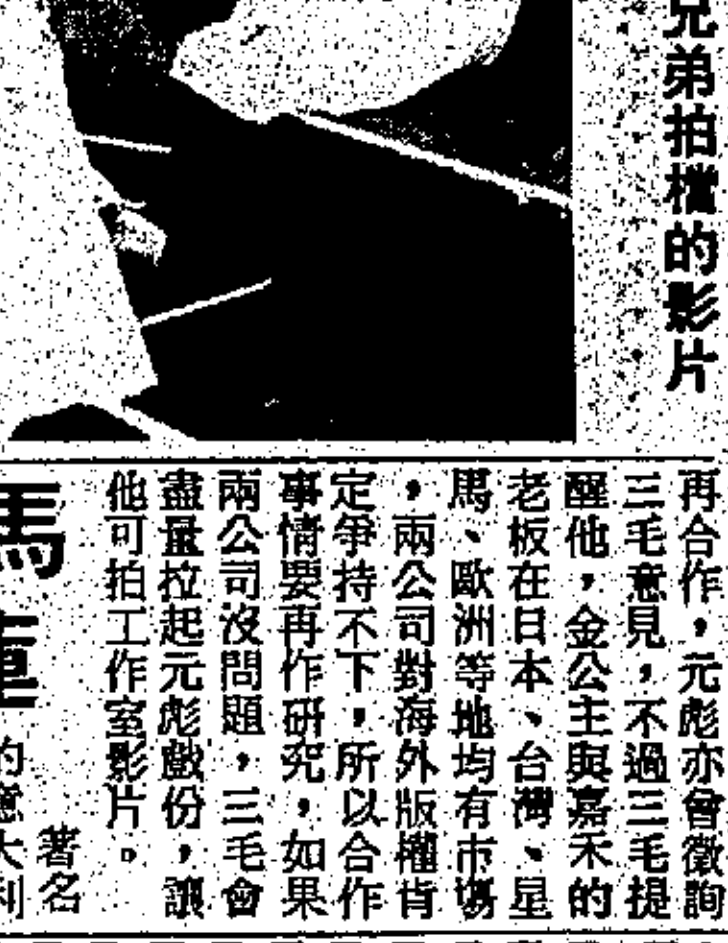 兄弟拍檔的影片
再合作，元彪亦曾徵詢
三毛意見，不過三毛提
醒他，金公主與嘉禾的
老板在日本、台灣、星
馬、歐洲等地均有市場
，兩公司對海外版權肯
定爭持不下，所以合作
事情要再作研究，如果
兩公司沒問題，三毛會
盡量拉起元彪戲份，讓
他可拍工作室影片。
著名
的意大利